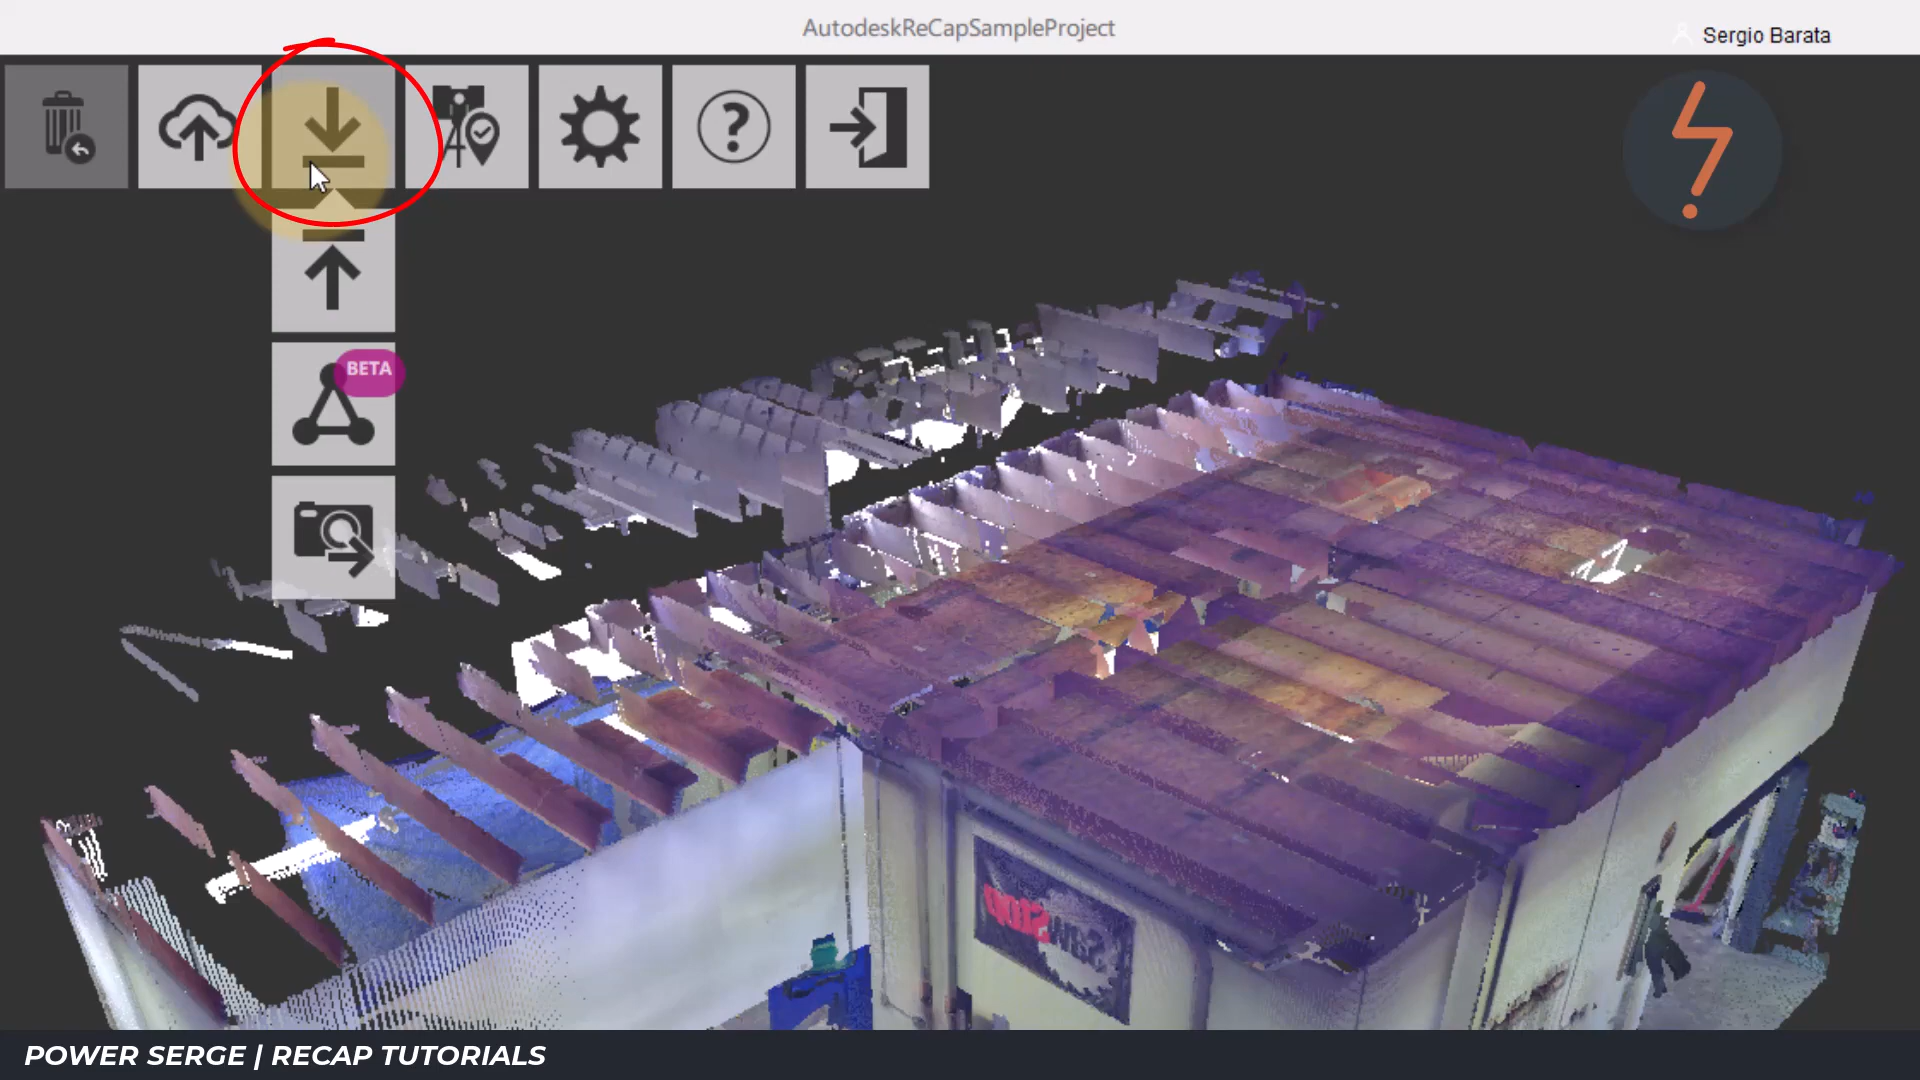 AutodeskReCapSampleProject
Sergio Barata
BETA
POWER SERGE | RECAP TUTORIALS